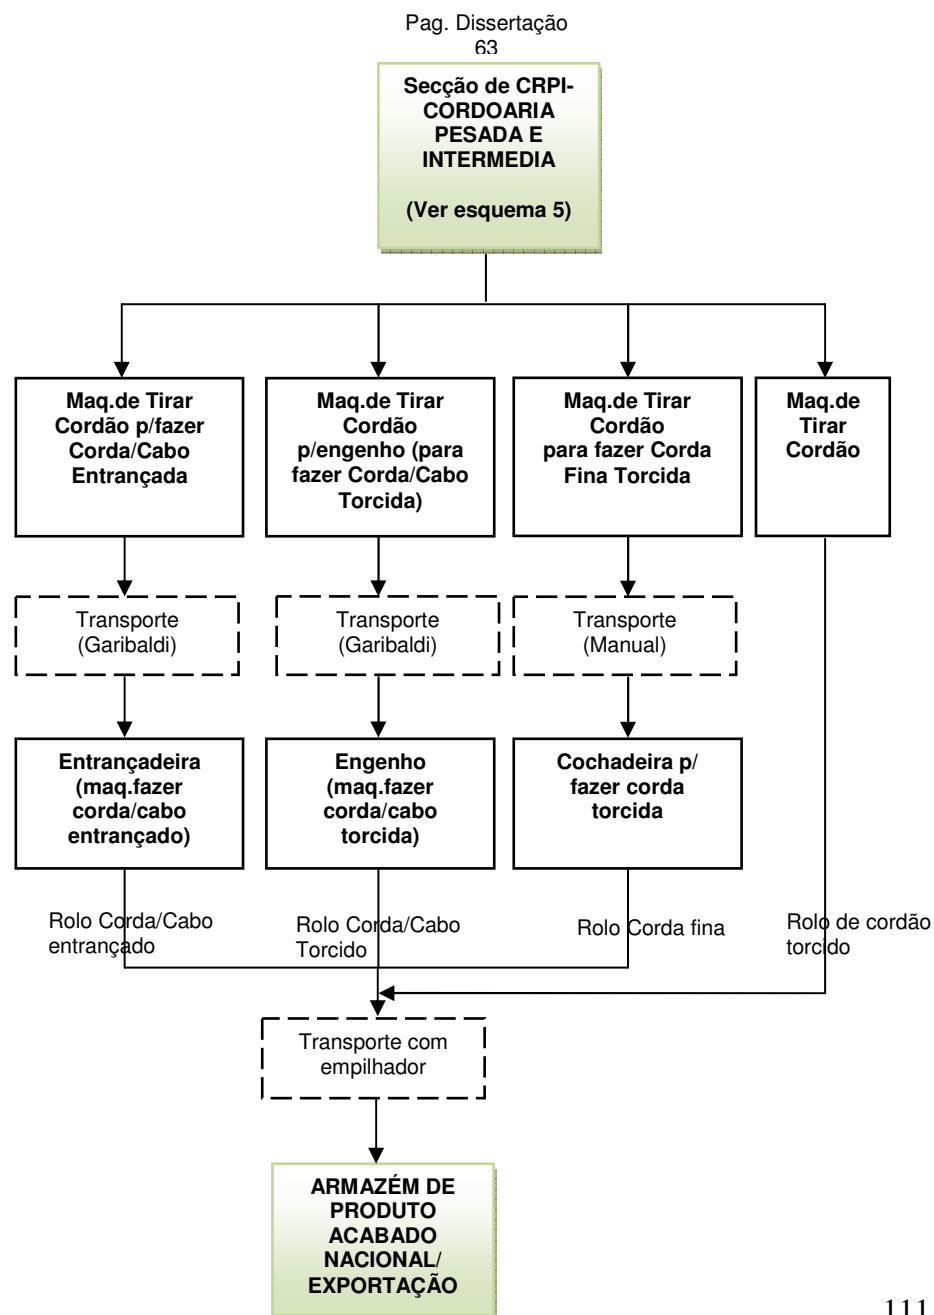 Pag. Dissertação
63
Secção de CRPI-
CORDOARIA
PESADA E
INTERMEDIA
(Ver esquema 5)
Maq.de Tirar
Cordão p/fazer
Corda/Cabo
Entrançada
Maq.de Tirar
Cordão
p/engenho (para
fazer Corda/Cabo
Torcida)
Maq.de Tirar
Cordão
para fazer Corda
Fina Torcida
Maq.de
Tirar
Cordão
Transporte
(Garibaldi)
Transporte
(Garibaldi)
Transporte
(Manual)
Entrançadeira
(maq.fazer
corda/cabo
entrançado)
Engenho
(maq.fazer
corda/cabo
torcida)
Cochadeira p/
fazer corda
torcida
Rolo Corda/Cabo
entrançado
Rolo Corda/Cabo
Torcido
Rolo Corda fina
Rolo de cordão
torcido
Transporte com
empilhador
ARMAZÉM DE
PRODUTO
ACABADO
NACIONAL/
EXPORTAÇÃO
111